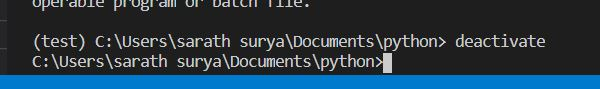 operable program or batch file.
(test) C:\Users\sarath surya\Documents\python> deactivate
C:\Users\sarath surya\Documents\python>